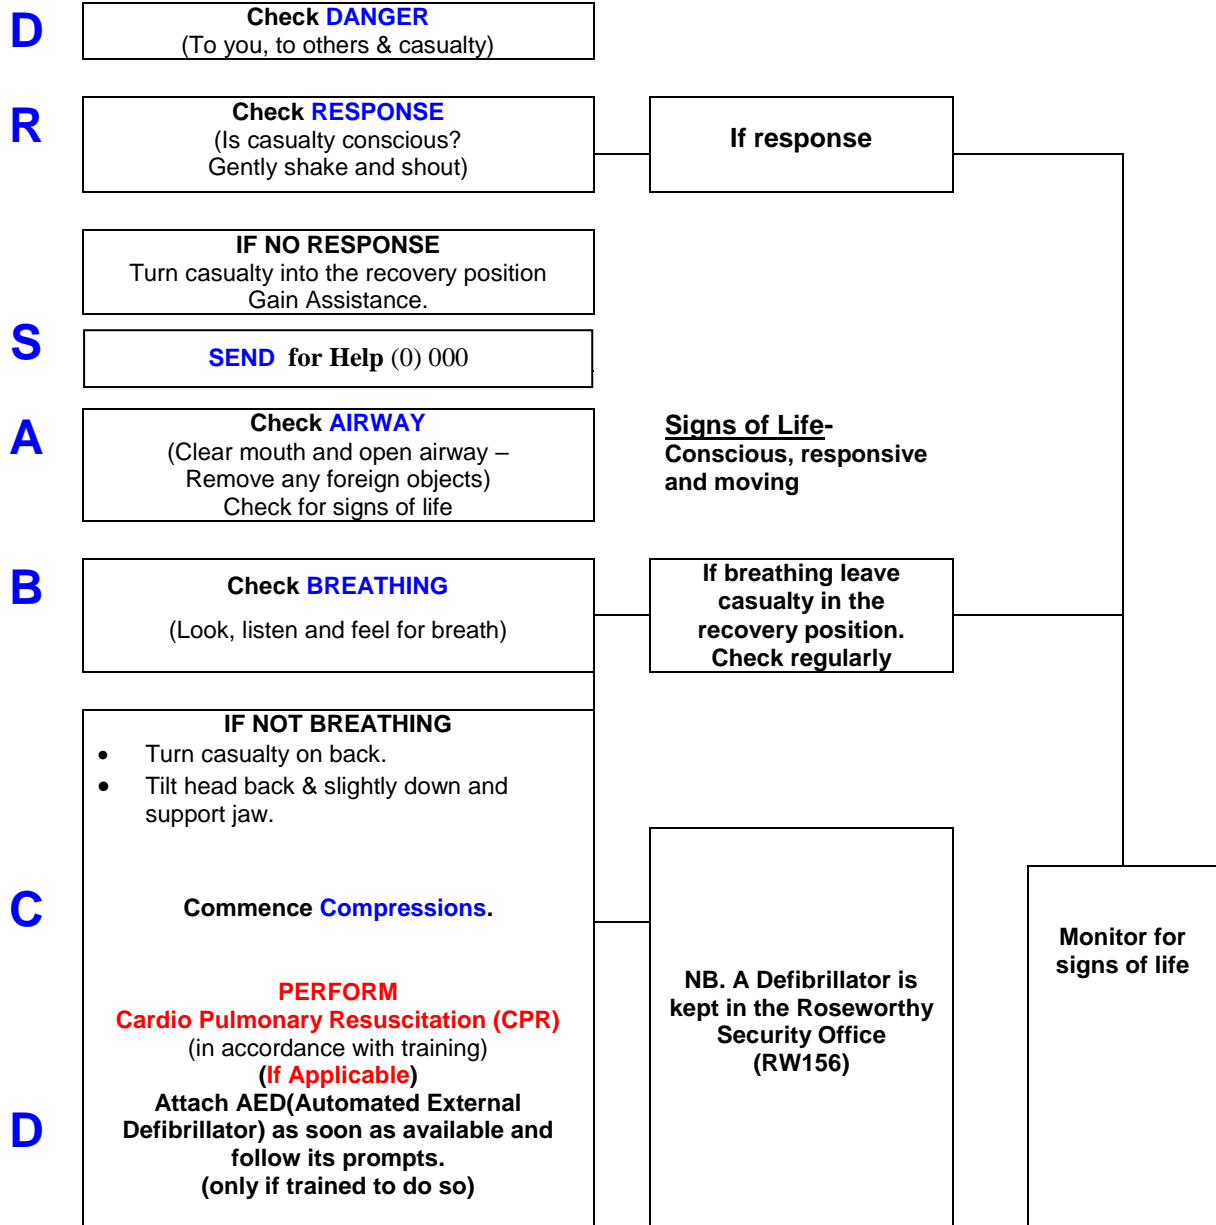 D
Check DANGER
(To you, to others & casualty)
R
Check RESPONSE
(Is casualty conscious?
Gently shake and shout)
If response
IF NO RESPONSE
Turn casualty into the recovery position
Gain Assistance.
S
SEND for Help (0) 000
A
Check AIRWAY
(Clear mouth and open airway –
Remove any foreign objects)
Check for signs of life
Signs of Life-
Conscious, responsive
and moving
B
Check BREATHING
(Look, listen and feel for breath)
If breathing leave
casualty in the
recovery position.
Check regularly
IF NOT BREATHING
• Turn casualty on back.
• Tilt head back & slightly down and
support jaw.
C
Commence Compressions.
PERFORM
Cardio Pulmonary Resuscitation (CPR)
(in accordance with training)
(If Applicable)
D
Attach AED(Automated External
Defibrillator) as soon as available and
follow its prompts.
(only if trained to do so)
NB. A Defibrillator is
kept in the Roseworthy
Security Office
(RW156)
Monitor for
signs of life